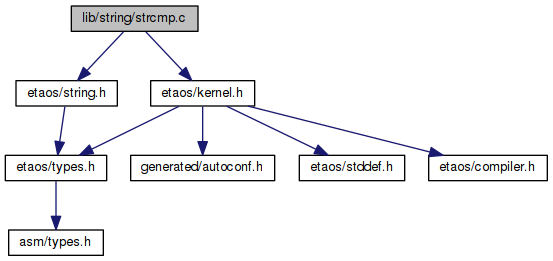 lib/string/strcmp.c
etaos/string.h
etaos/kernel.h
etaos/types.h
generated/autoconf.h
etaos/stddef.h
etaos/compiler.h
asm/types.h